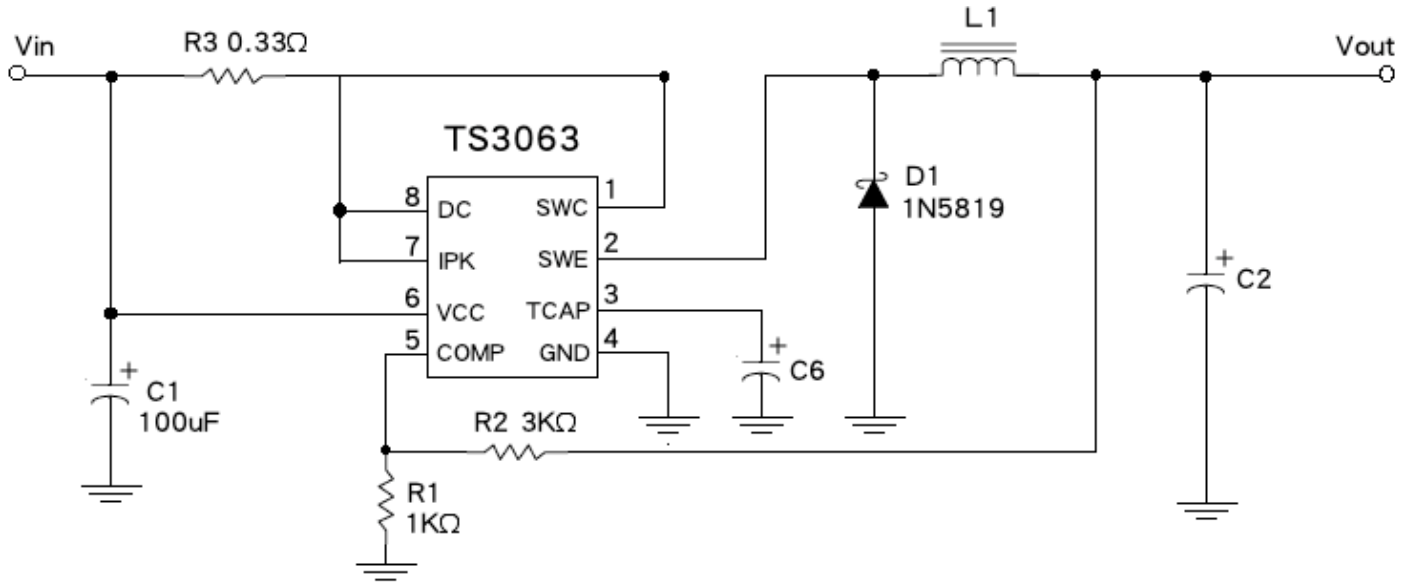 L1
Vin
R3 0.33Ω
Vout
TS3063
8
DC
SWC
1
7
IPK
SWE
2
6
VCC
TCAP
3
5
COMP
GND
4
D1
1N5819
+
C2
+
C6
+
C1
100uF
R2 3KΩ
R1
1KΩ